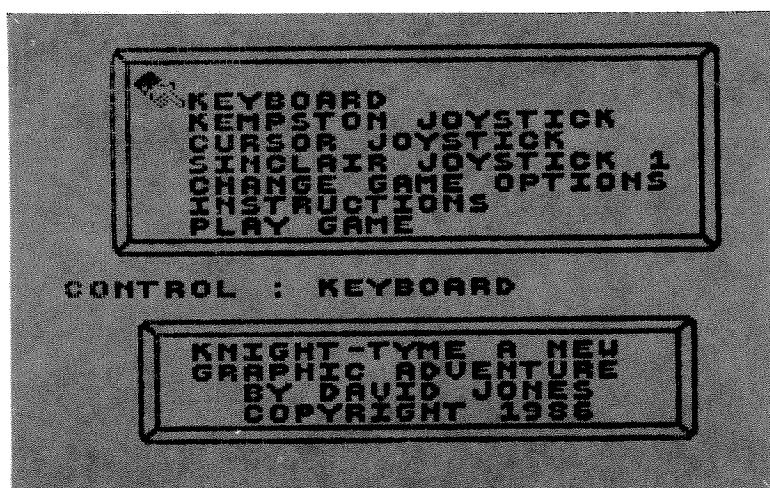 KEYBOARD
KEMPSTON JOYSTICK
CURSOR JOYSTICK
SINCLAIR JOYSTICK 1
CHANGE GAME OPTIONS
INSTRUCTIONS
PLAY GAME
CONTROL : KEYBOARD
KNIGHT-TYME A NEW
GRAPHIC ADVENTURE
BY DAVID JONES
COPYRIGHT 1986